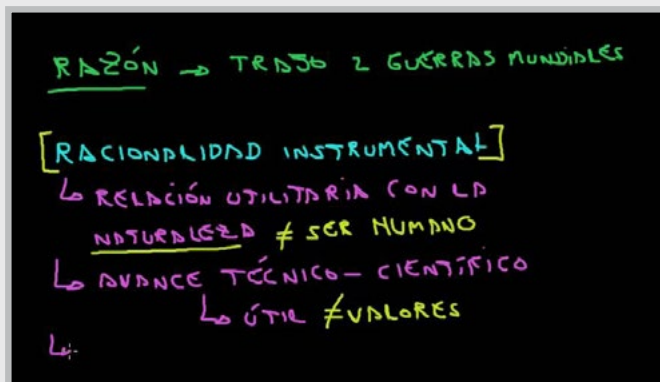 RAZÓN → TRAJO 2 GUERRAS MUNDIALES
[RACIONALIDAD INSTRUMENTAL]
↳ RELACIÓN UTILITARIA CON LA
NATURALEZA ≠ SER HUMANO
↳ AVANCE TÉCNICO - CIENTÍFICO
↳ ÚTIL ≠ VALORES